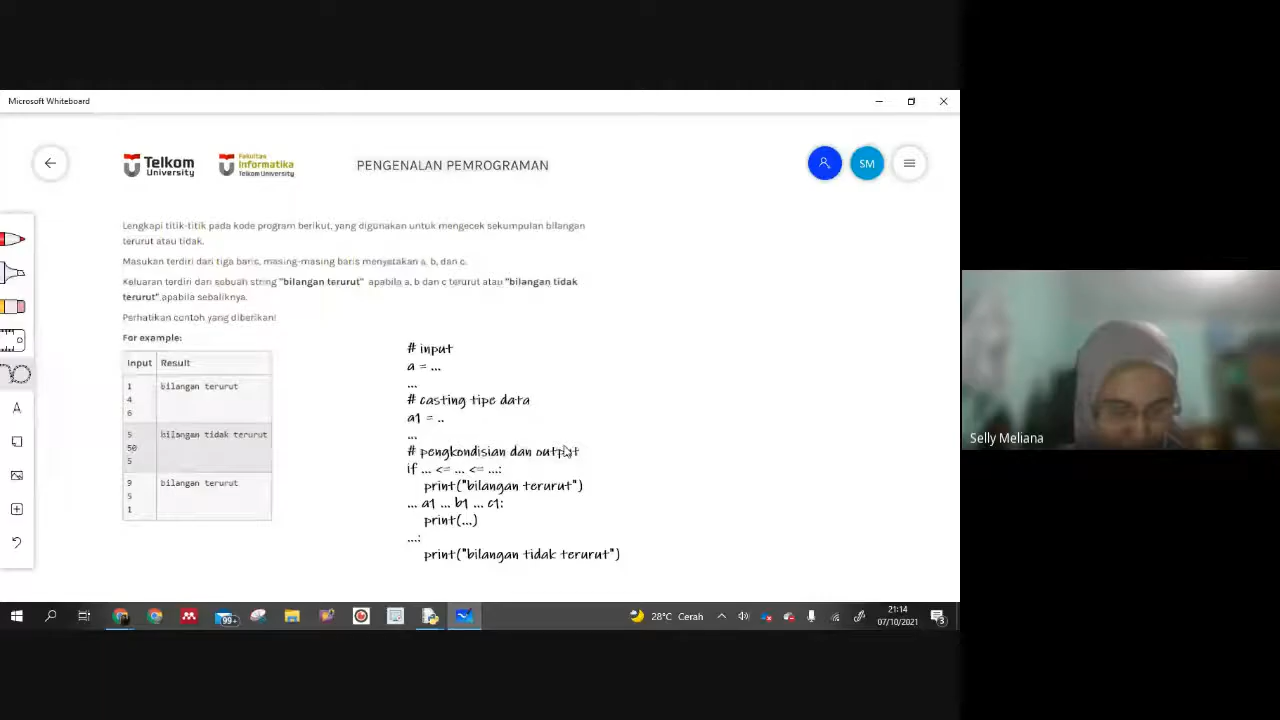 Microsoft Whiteboard
Telkom
University
Fakultas
Informatika
Telkom University
PENGENALAN PEMROGRAMAN
SM
Lengkapi titik-titik pada kode program berikut, yang digunakan untuk mengecek sekumpulan bilangan
terurut atau tidak.
Masukan terdiri dari tiga baris, masing-masing baris menyatakan a, b, dan c.
Keluaran terdiri dari sebuah string "bilangan terurut" apabila a, b dan c terurut atau "bilangan tidak
terurut" apabila sebaliknya.
Perhatikan contoh yang diberikan!
For example:
Input Result
1 bilangan terurut
4
6
5 bilangan tidak terurut
50
5
9 bilangan terurut
5
1
# input
a = ...
...
# casting tipe data
a1 = ..
...
# pengkondisian dan output
if ... <= ... <= ...:
print("bilangan terurut")
... a1 ... b1 ... c1:
print(...)
...:
print("bilangan tidak terurut")
Selly Meliana
99+
28°C Cerah
21:14
07/10/2021
3